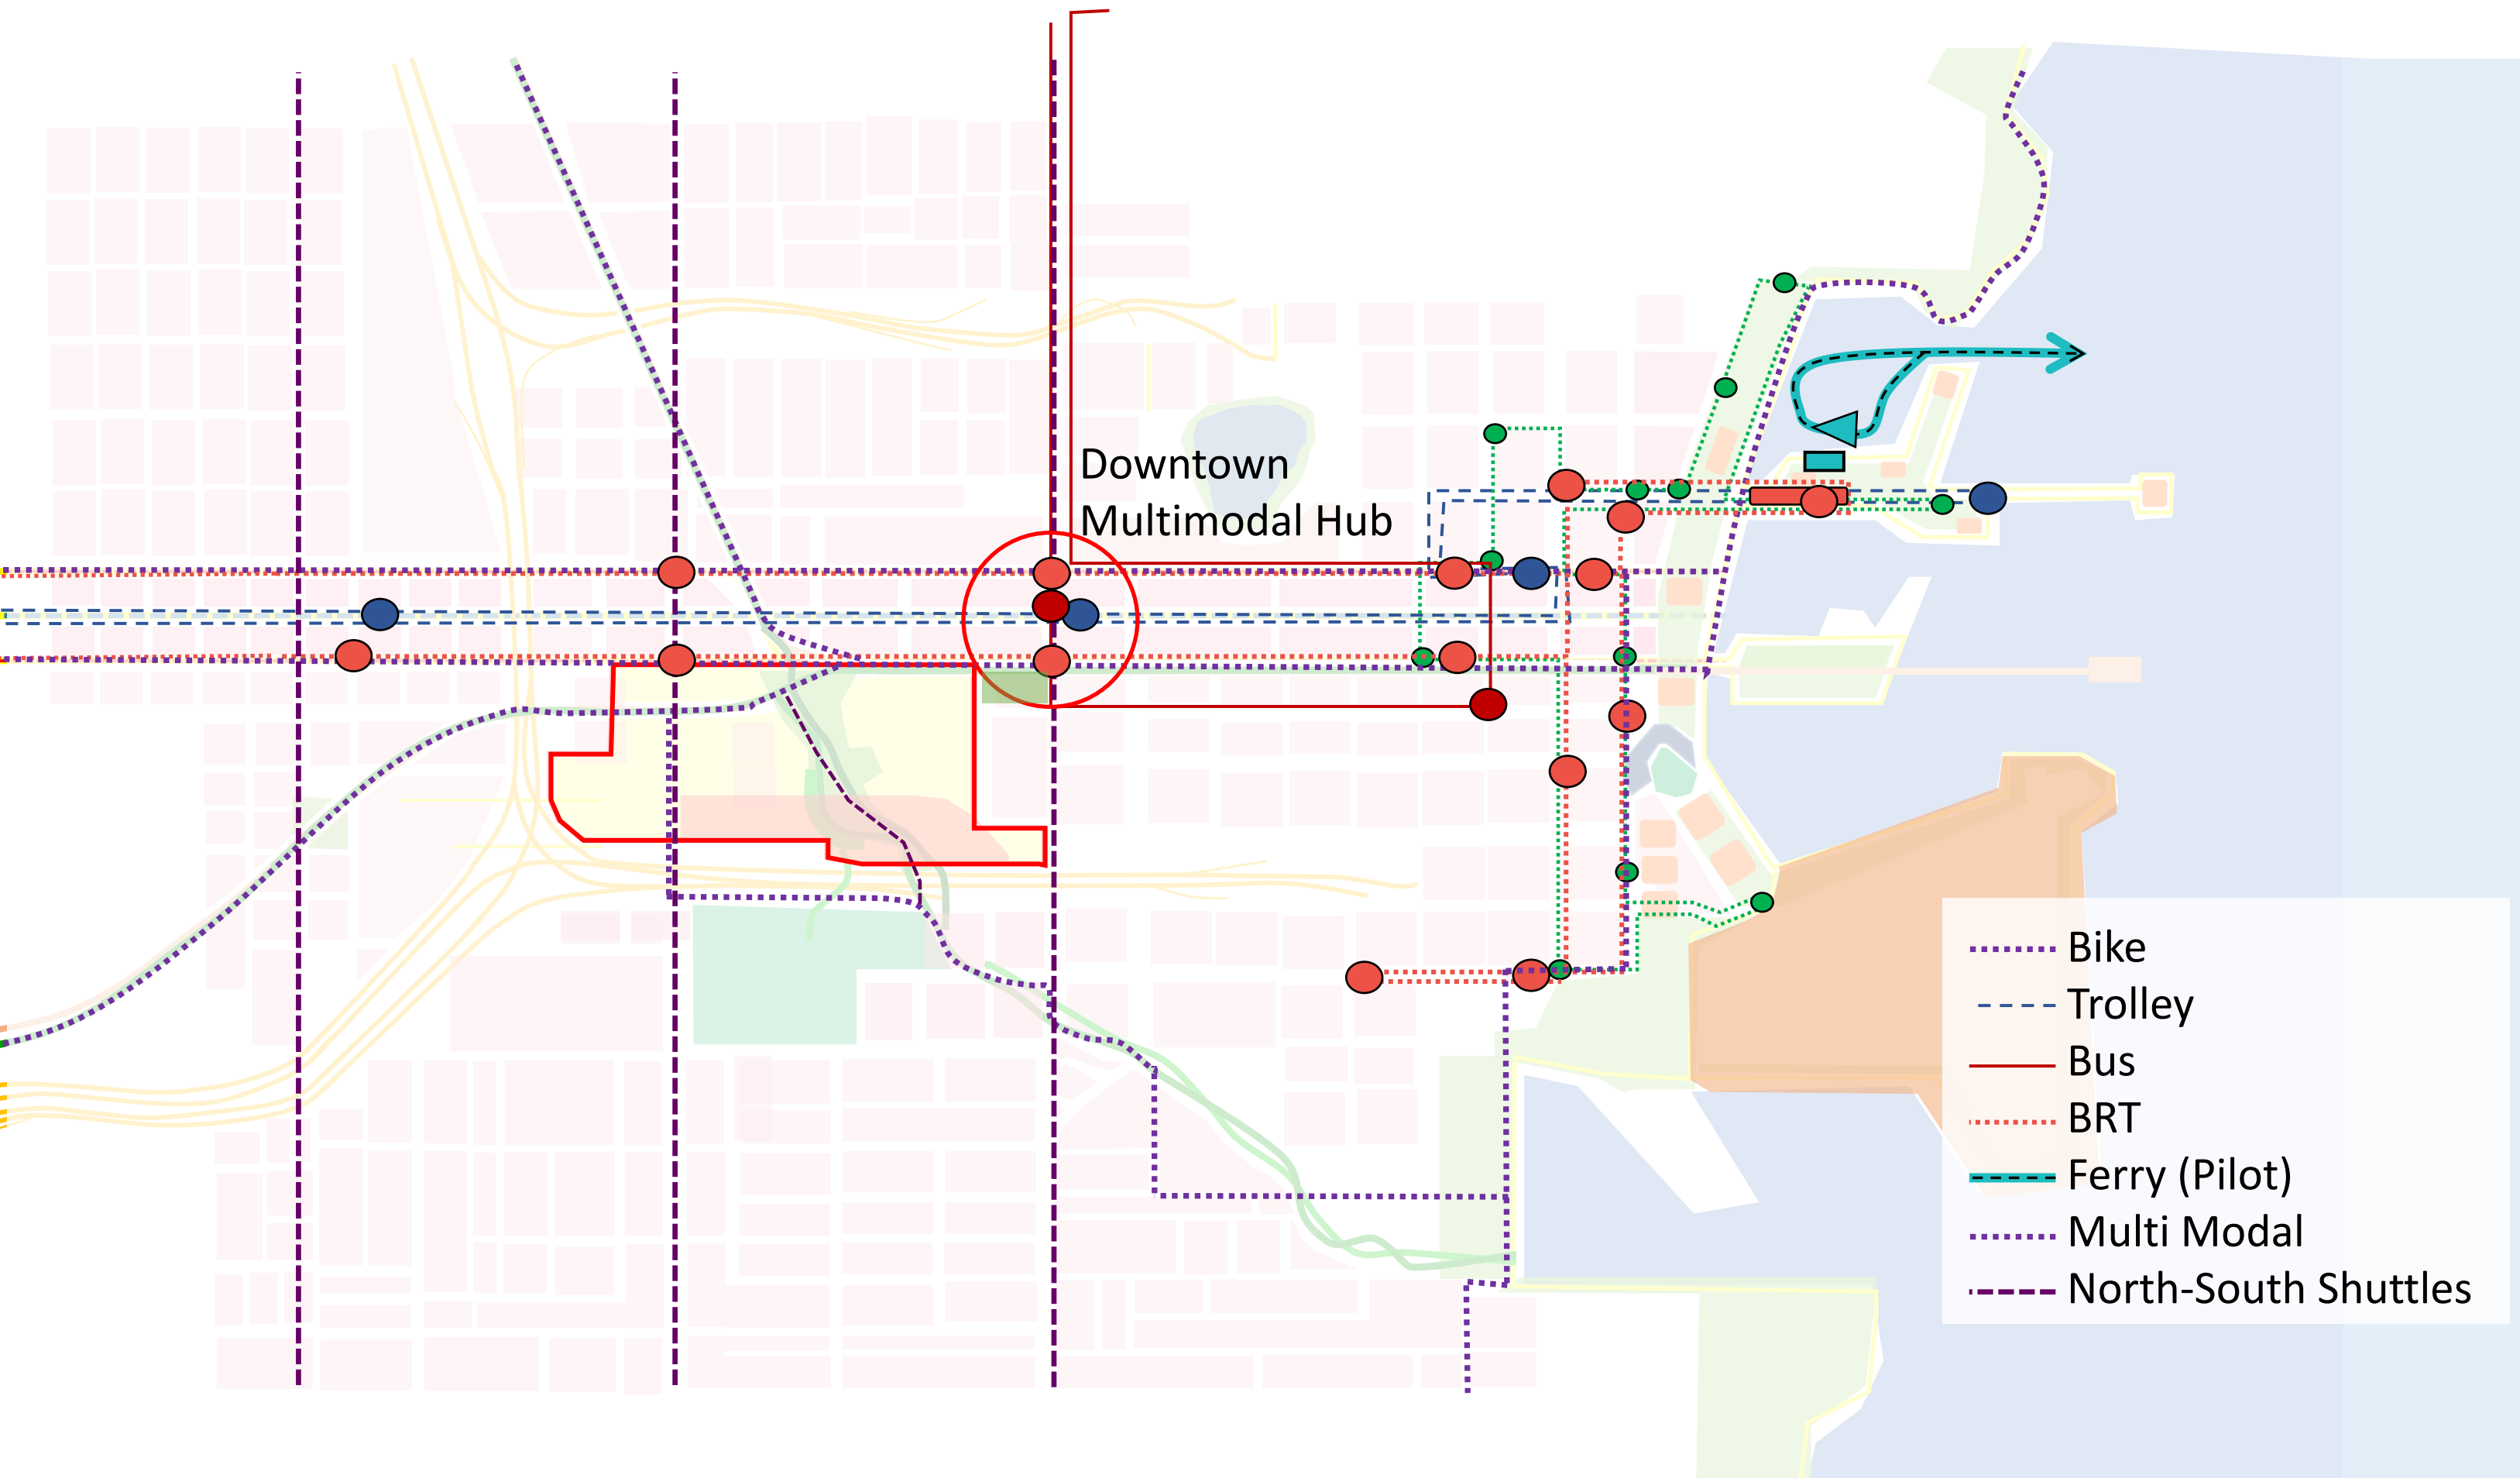 Downtown
Multimodal Hub
Bike
Trolley
Bus
BRT
Ferry (Pilot)
Multi Modal
North-South Shuttles